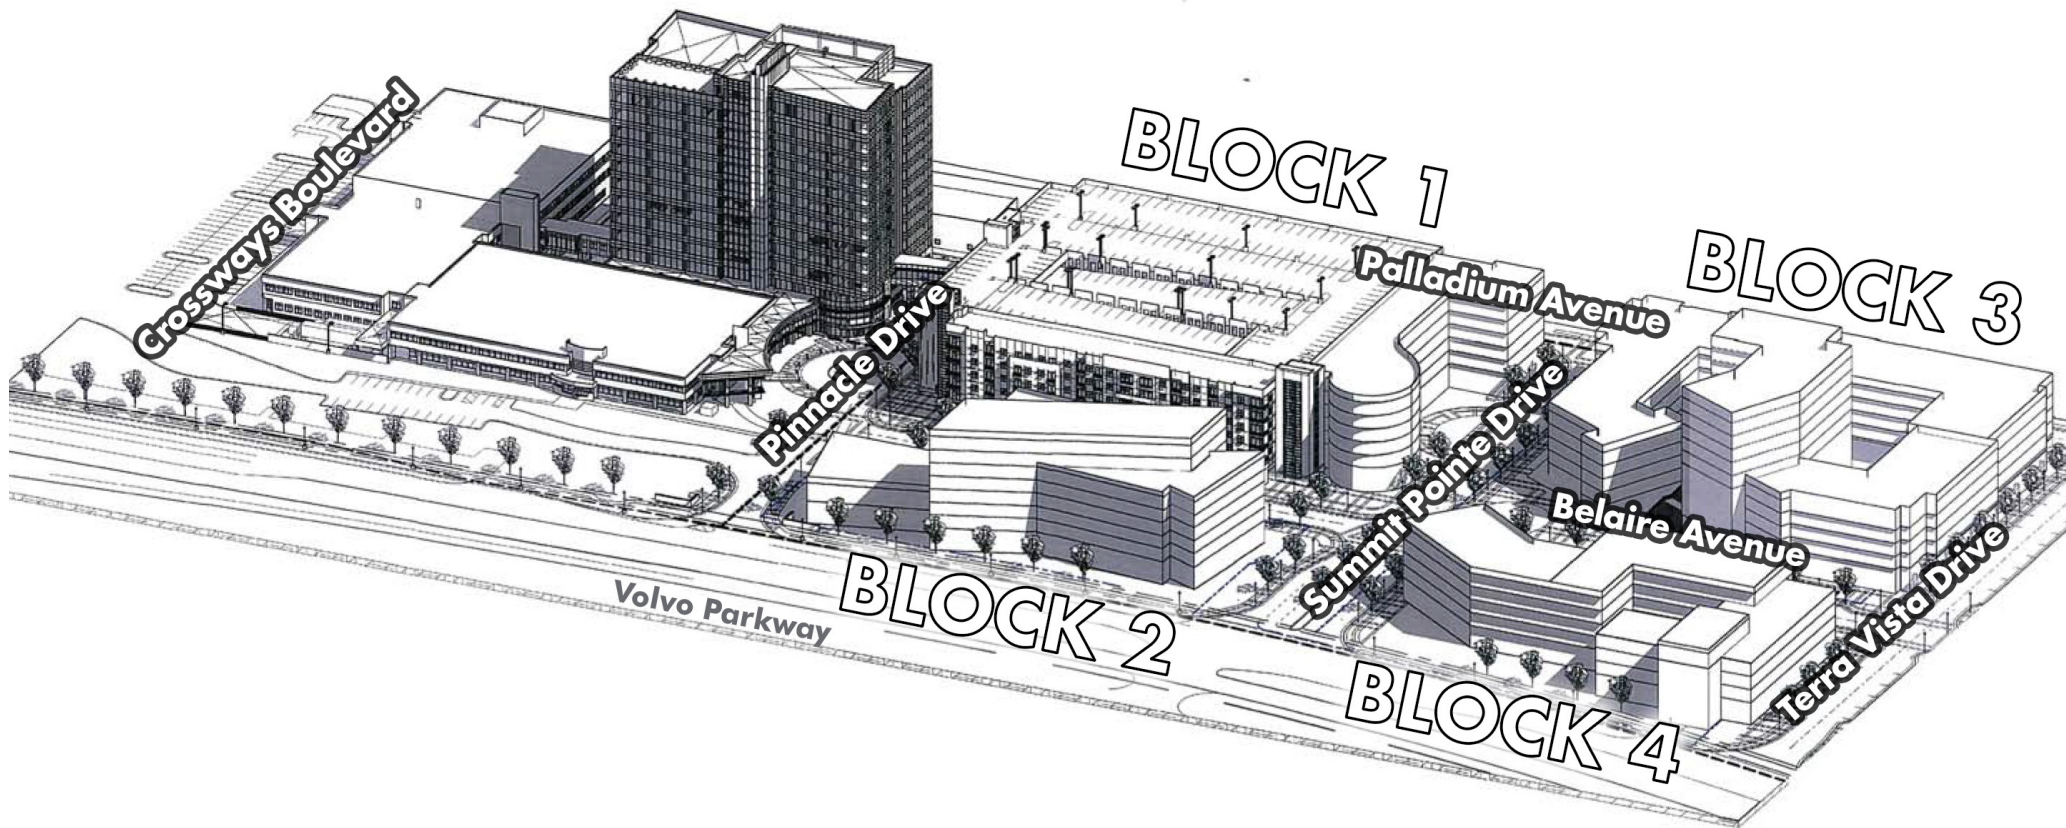 Crossways Boulevard
BLOCK 1
Palladium Avenue
BLOCK 3
Pinnacle Drive
Summit Pointe Drive
Belaire Avenue
Terra Vista Drive
Volvo Parkway
BLOCK 2
BLOCK 4